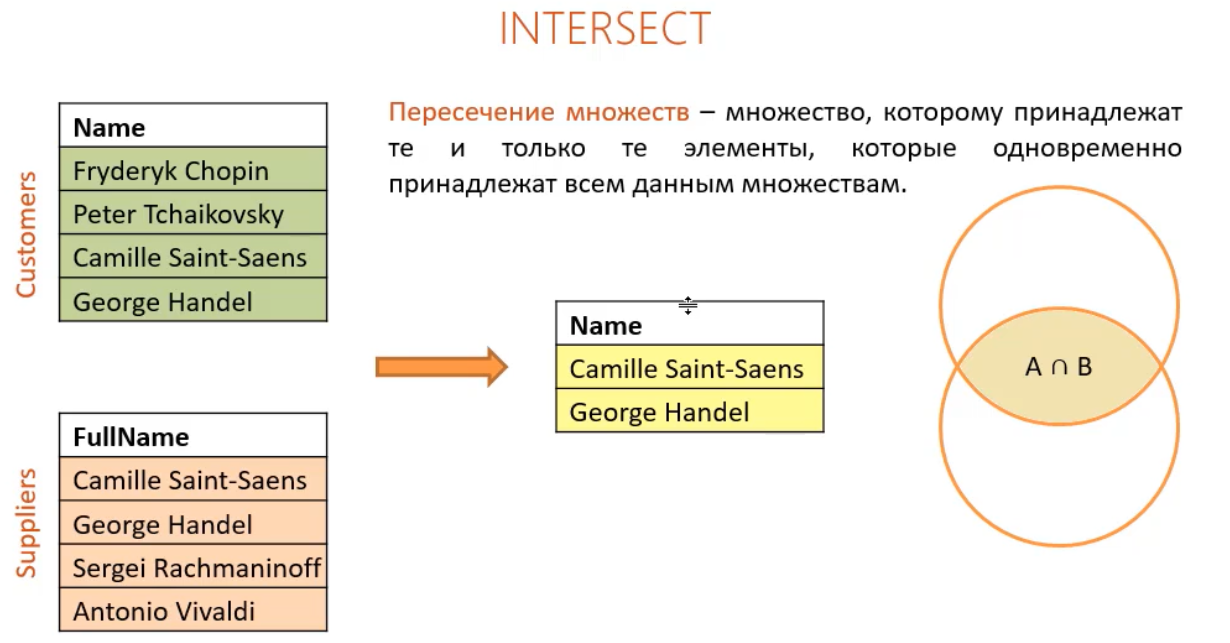 INTERSECT
Customers
Name
Fryderyk Chopin
Peter Tchaikovsky
Camille Saint-Saens
George Handel
Suppliers
FullName
Camille Saint-Saens
George Handel
Sergei Rachmaninoff
Antonio Vivaldi
Пересечение множеств – множество, которому принадлежат
те и только те элементы, которые одновременно
принадлежат всем данным множествам.
Name
Camille Saint-Saens
George Handel
A ∩ B